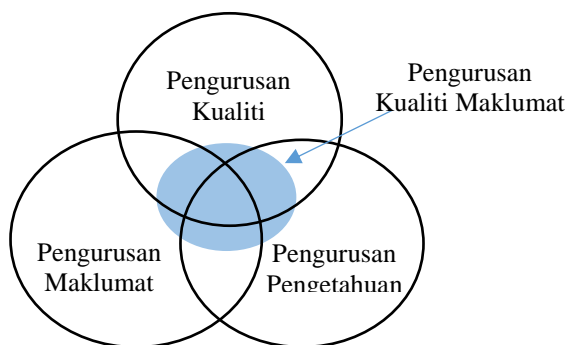 Pengurusan
Kualiti
Pengurusan
Kualiti Maklumat
Pengurusan
Maklumat
Pengurusan
Pengetahuan